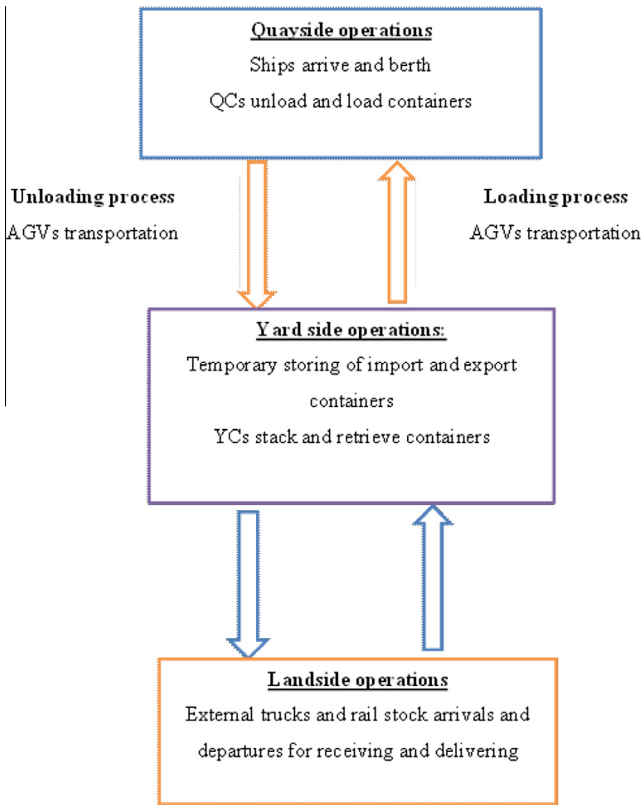 Quayside operations
Ships arrive and berth
QCs unload and load containers
Unloading process
AGVs transportation
Loading process
AGVs transportation
Yard side operations:
Temporary storing of import and export
containers
YCs stack and retrieve containers
Landside operations
External trucks and rail stock arrivals and
departures for receiving and delivering